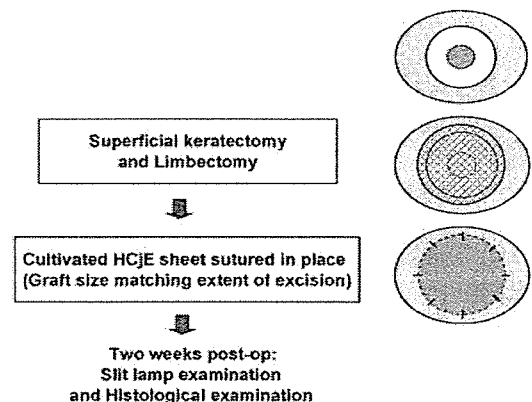 Superficial keratectomy
and Limbectomy
Cultivated HCjE sheet sutured in place
(Graft size matching extent of excision)
Two weeks post-op:
Slit lamp examination
and Histological examination